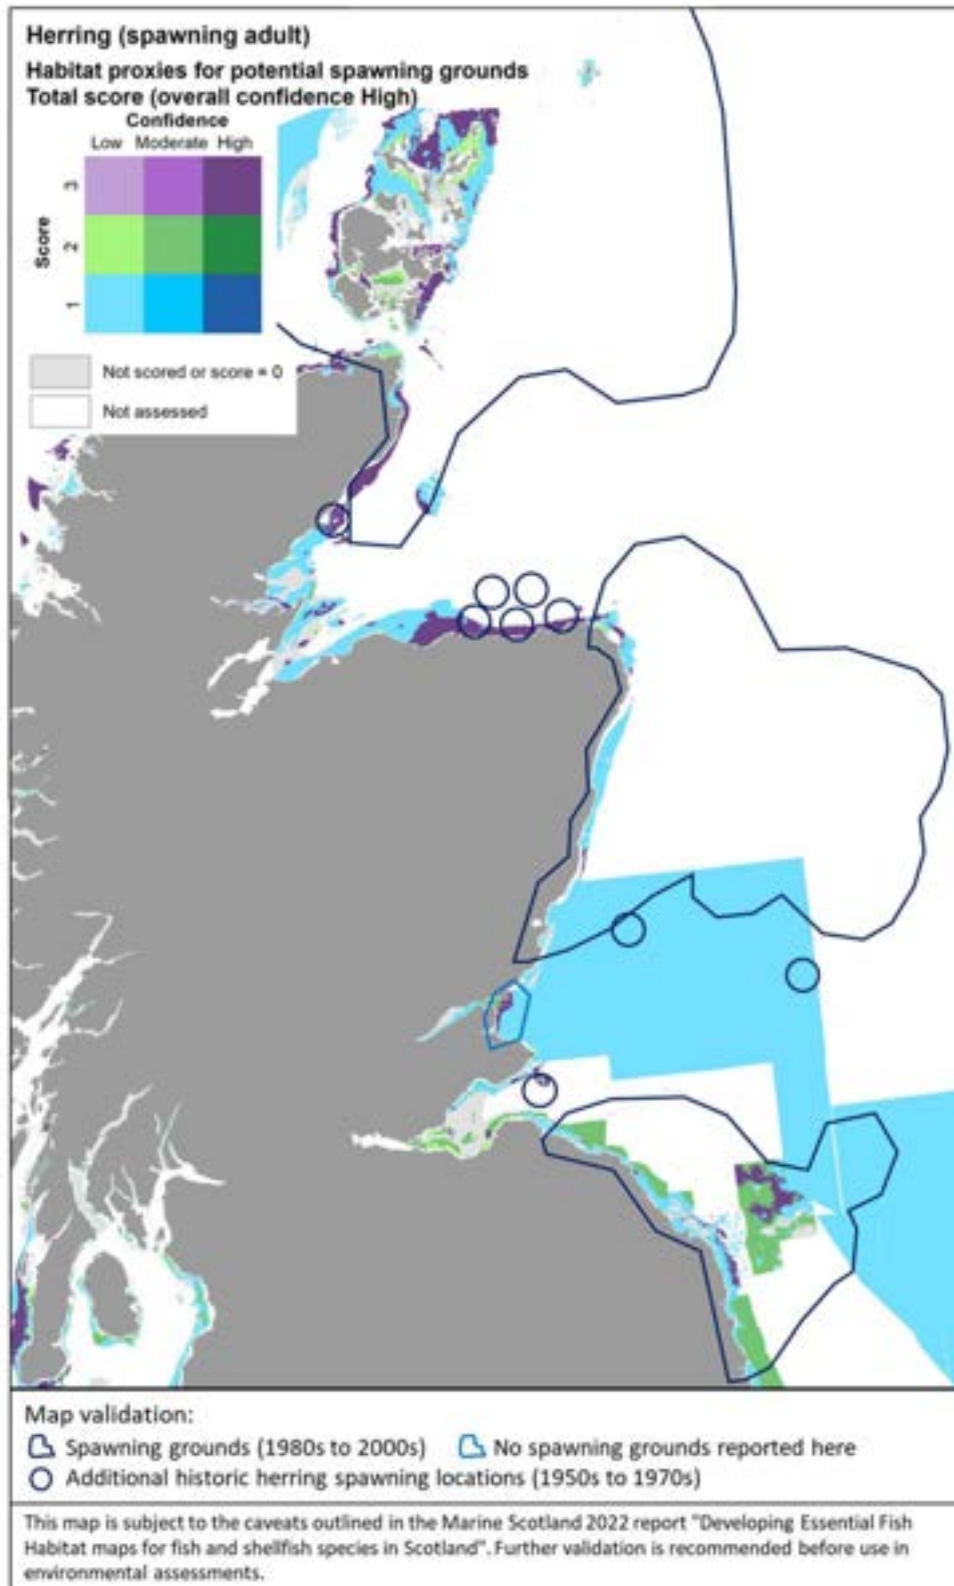 Herring (spawning adult)
Habitat proxies for potential spawning grounds
Total score (overall confidence High)
Confidence
Low Moderate High
Score
3
2
1
Not scored or score = 0
Not assessed
Map validation:
Spawning grounds (1980s to 2000s) No spawning grounds reported here
Additional historic herring spawning locations (1950s to 1970s)
This map is subject to the caveats outlined in the Marine Scotland 2022 report "Developing Essential Fish
Habitat maps for fish and shellfish species in Scotland". Further validation is recommended before use in
environmental assessments.